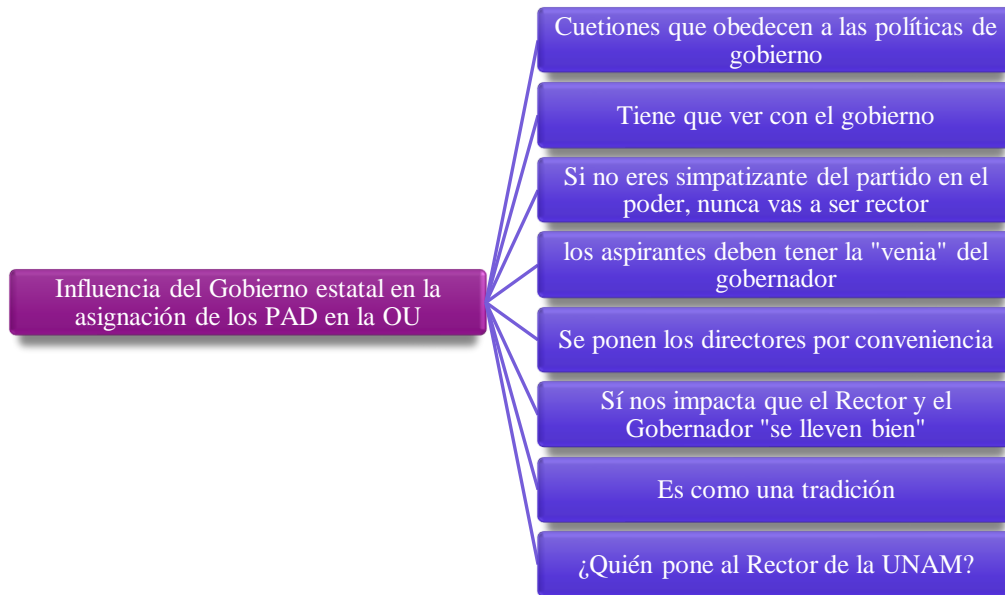 Cuetiones que obedecen a las políticas de
gobierno
Tiene que ver con el gobierno
Si no eres simpatizante del partido en el
poder, nunca vas a ser rector
los aspirantes deben tener la "venia" del
gobernador
Influencia del Gobierno estatal en la
asignación de los PAD en la OU
Se ponen los directores por conveniencia
Sí nos impacta que el Rector y el
Gobernador "se lleven bien"
Es como una tradición
¿Quién pone al Rector de la UNAM?